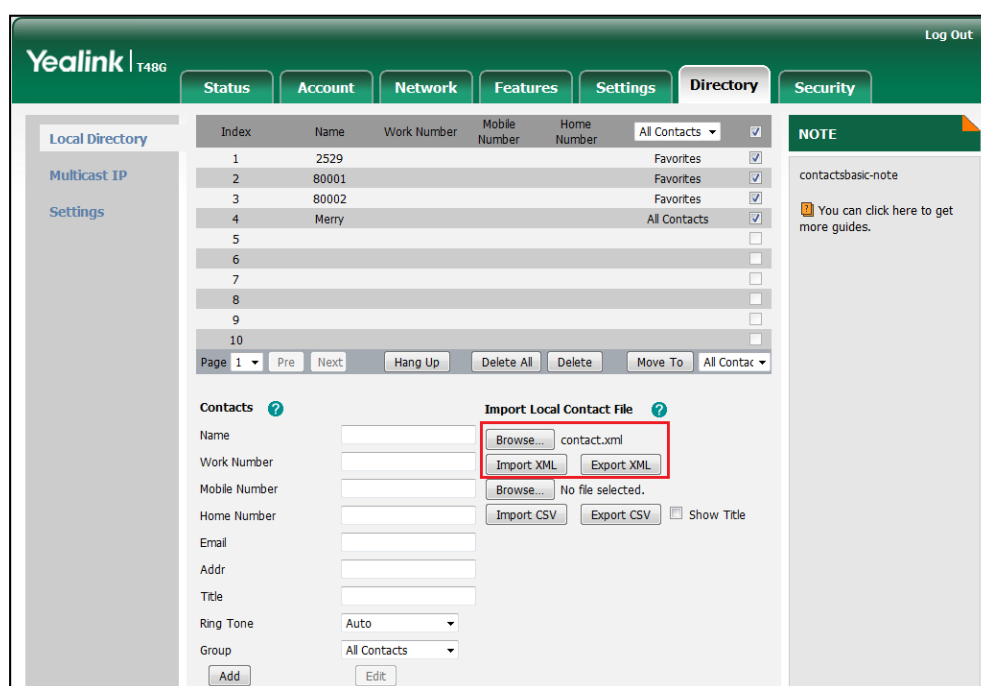 Log Out
Yealink | T48G
Status Account Network Features Settings Directory Security
Local Directory
Multicast IP
Settings
Index Name Work Number Mobile Number Home Number All Contacts
1 2529 Favorites
2 80001 Favorites
3 80002 Favorites
4 Merry All Contacts
5
6
7
8
9
10
Page 1 Pre Next Hang Up Delete All Delete Move To All Contac
NOTE
contactsbasic-note
? You can click here to get
more guides.
Contacts ? Import Local Contact File ?
Name Browse... contact.xml
Work Number Import XML Export XML
Mobile Number Browse... No file selected.
Home Number Import CSV Export CSV Show Title
Email
Addr
Title
Ring Tone Auto
Group All Contacts
Add Edit